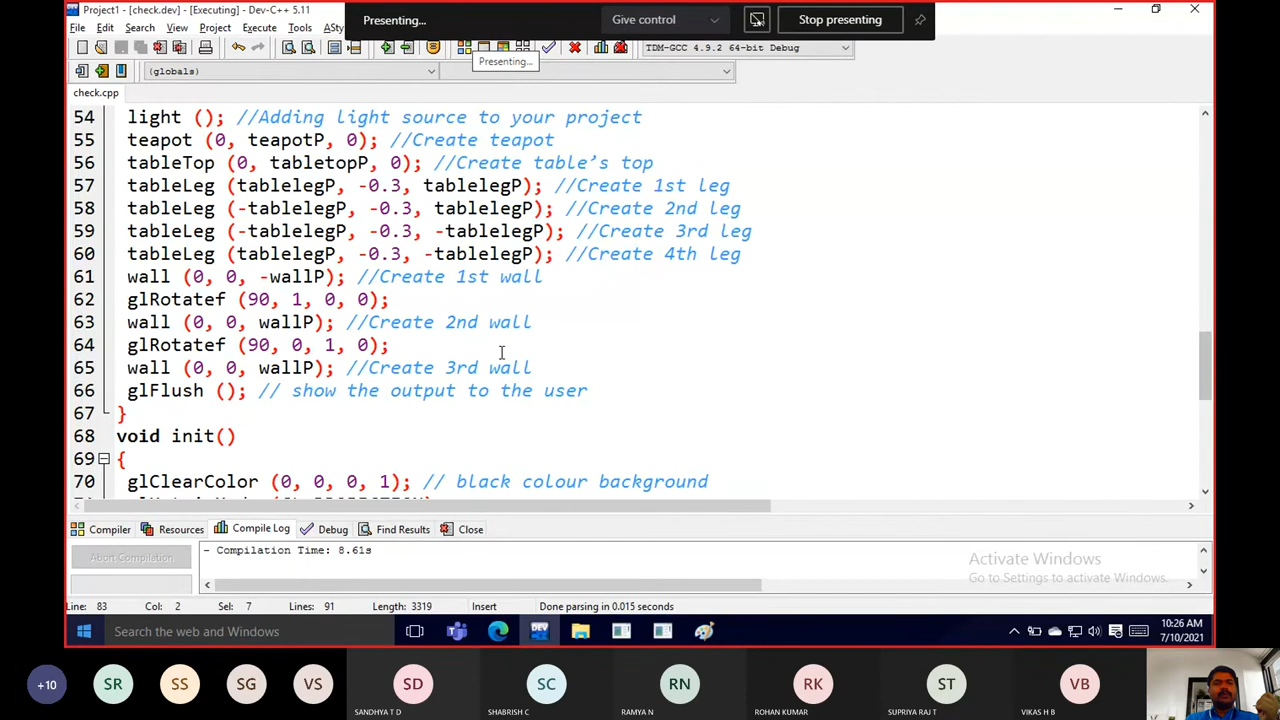 Project1 - [check.dev] - [Executing] - Dev-C++ 5.11
Presenting...
Give control
Stop presenting
File Edit Search View Project Execute Tools AStyle
Presenting...
TDM-GCC 4.9.2 64-bit Debug
(globals)
check.cpp
54 light (); //Adding light source to your project
55 teapot (0, teapotP, 0); //Create teapot
56 tableTop (0, tabletopP, 0); //Create table’s top
57 tableLeg (tablelegP, -0.3, tablelegP); //Create 1st leg
58 tableLeg (-tablelegP, -0.3, tablelegP); //Create 2nd leg
59 tableLeg (-tablelegP, -0.3, -tablelegP); //Create 3rd leg
60 tableLeg (tablelegP, -0.3, -tablelegP); //Create 4th leg
61 wall (0, 0, -wallP); //Create 1st wall
62 glRotatef (90, 1, 0, 0);
63 wall (0, 0, wallP); //Create 2nd wall
64 glRotatef (90, 0, 1, 0);
65 wall (0, 0, wallP); //Create 3rd wall
66 glFlush (); // show the output to the user
67 }
68 void init()
69 {
70 glClearColor (0, 0, 0, 1); // black colour background
Compiler Resources Compile Log Debug Find Results Close
Abort Compilation
- Compilation Time: 8.61s
Activate Windows
Go to Settings to activate Windows.
Line: 83 Col: 2 Sel: 7 Lines: 91 Length: 3319 Insert Done parsing in 0.015 seconds
Search the web and Windows
DEV
10:26 AM
7/10/2021
+10 SR SS SG VS SD SC RN RK ST VB
SANDHYA T D SHABRISH C RAMYA N ROHAN KUMAR SUPRIYA RAJ T VIKAS H B